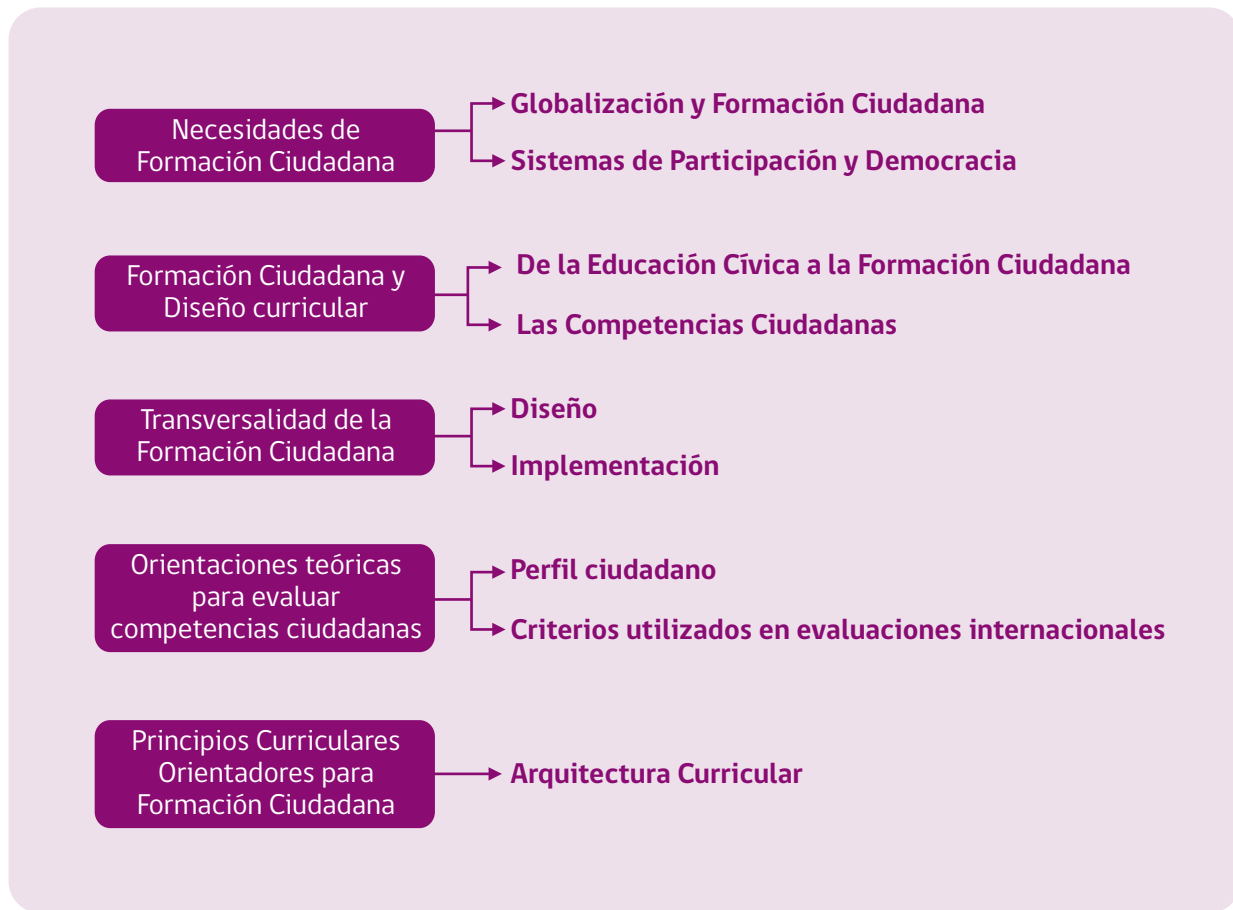 Necesidades de
Formación Ciudadana
Globalización y Formación Ciudadana
Sistemas de Participación y Democracia
Formación Ciudadana y
Diseño curricular
De la Educación Cívica a la Formación Ciudadana
Las Competencias Ciudadanas
Transversalidad de la
Formación Ciudadana
Diseño
Implementación
Orientaciones teóricas
para evaluar
competencias ciudadanas
Perfil ciudadano
Criterios utilizados en evaluaciones internacionales
Principios Curriculares
Orientadores para
Formación Ciudadana
Arquitectura Curricular